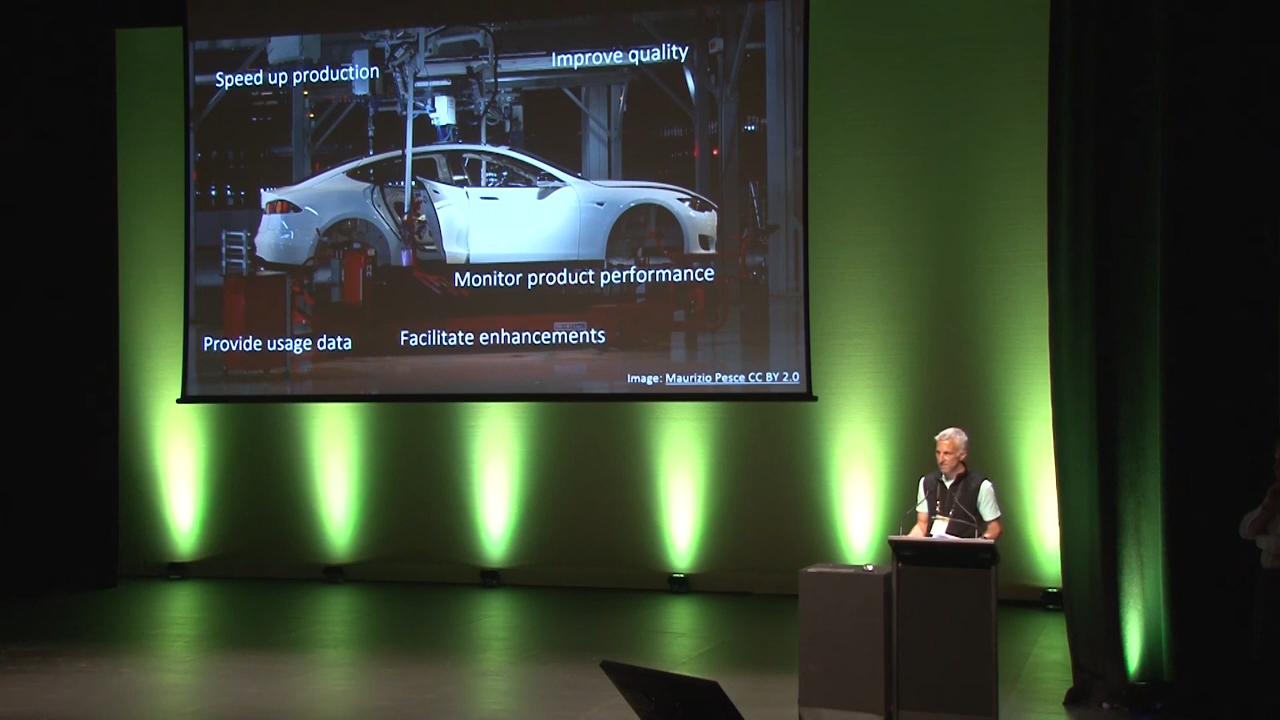 Speed up production
Improve quality
Monitor product performance
Provide usage data
Facilitate enhancements
Image: Maurizio Pesce CC BY 2.0